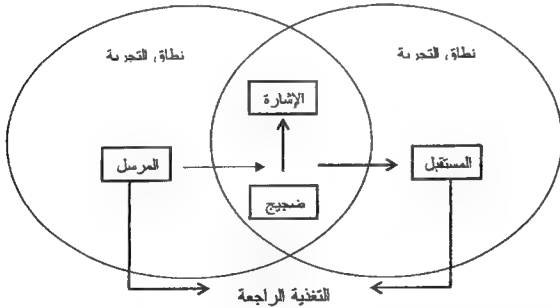 نطاق التجربة
نطاق التجربة
الإشارة
المستقبل
المرسل
ضجيج
التغذية الراجعة